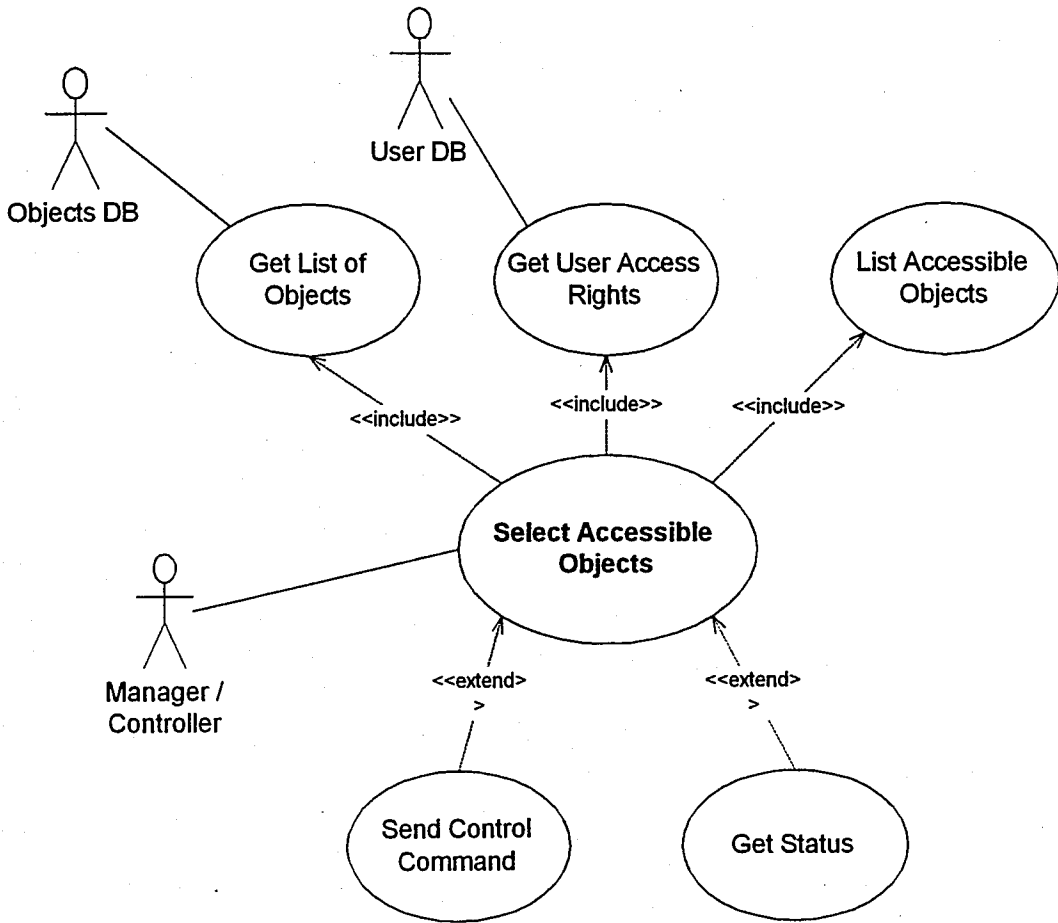 User DB
Objects DB
Get List of
Objects
Get User Access
Rights
List Accessible
Objects
<<include>>
<<include>>
<<include>>
Select Accessible
Objects
Manager /
Controller
<<extend>
>
<<extend>
>
Send Control
Command
Get Status